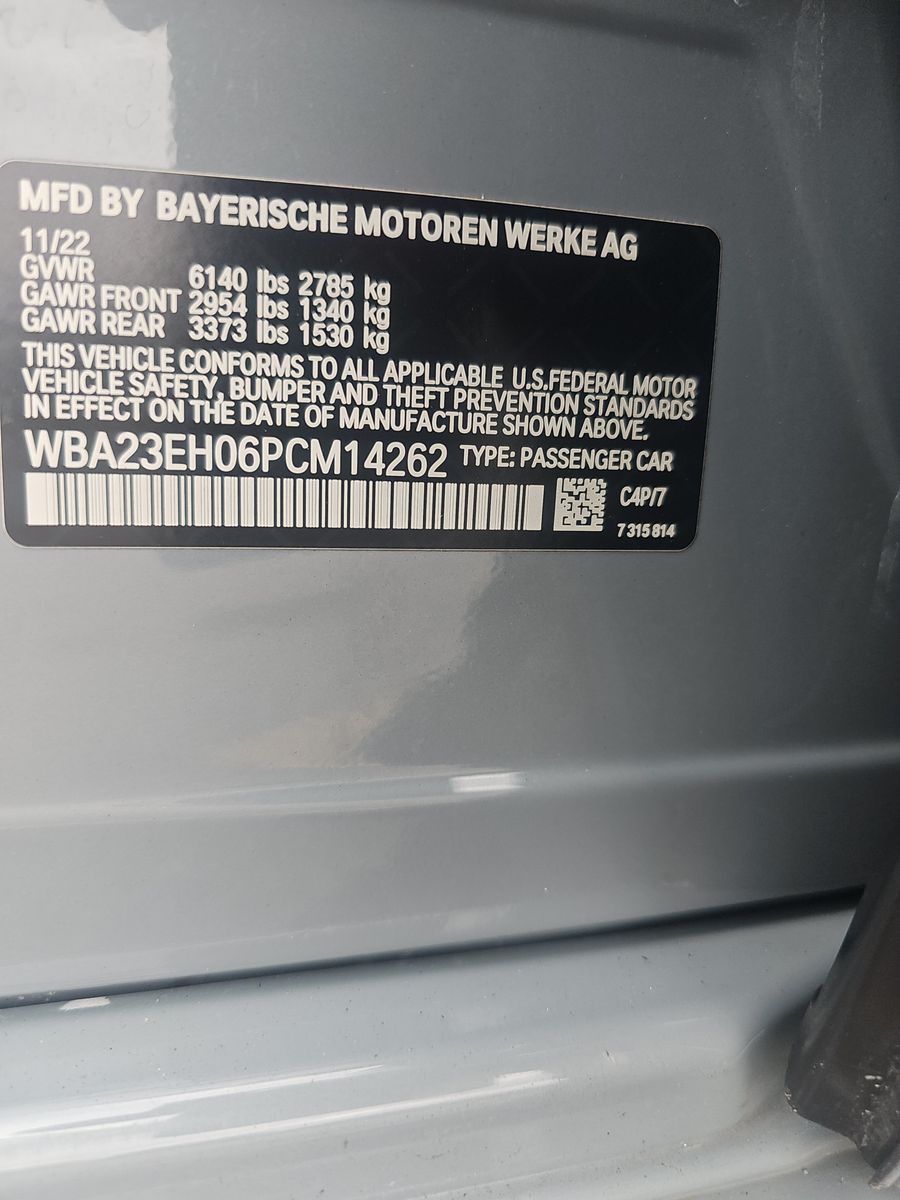 MFD BY BAYERISCHE MOTOREN WERKE AG
11/22
GVWR 6140 lbs 2785 kg
GAWR FRONT 2954 lbs 1340 kg
GAWR REAR 3373 lbs 1530 kg
THIS VEHICLE CONFORMS TO ALL APPLICABLE U.S.FEDERAL MOTOR
VEHICLE SAFETY, BUMPER AND THEFT PREVENTION STANDARDS
IN EFFECT ON THE DATE OF MANUFACTURE SHOWN ABOVE.
WBA23EH06PCM14262 TYPE: PASSENGER CAR
C4P/7
7 315 814